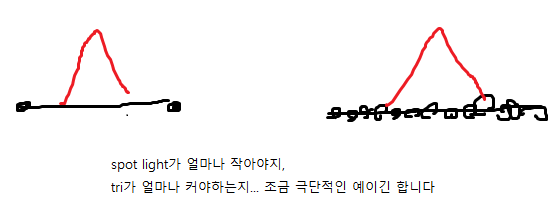 spot light가 얼마나 작아야지,
tri가 얼마나 커야하는지... 조금 극단적인 예이긴 합니다